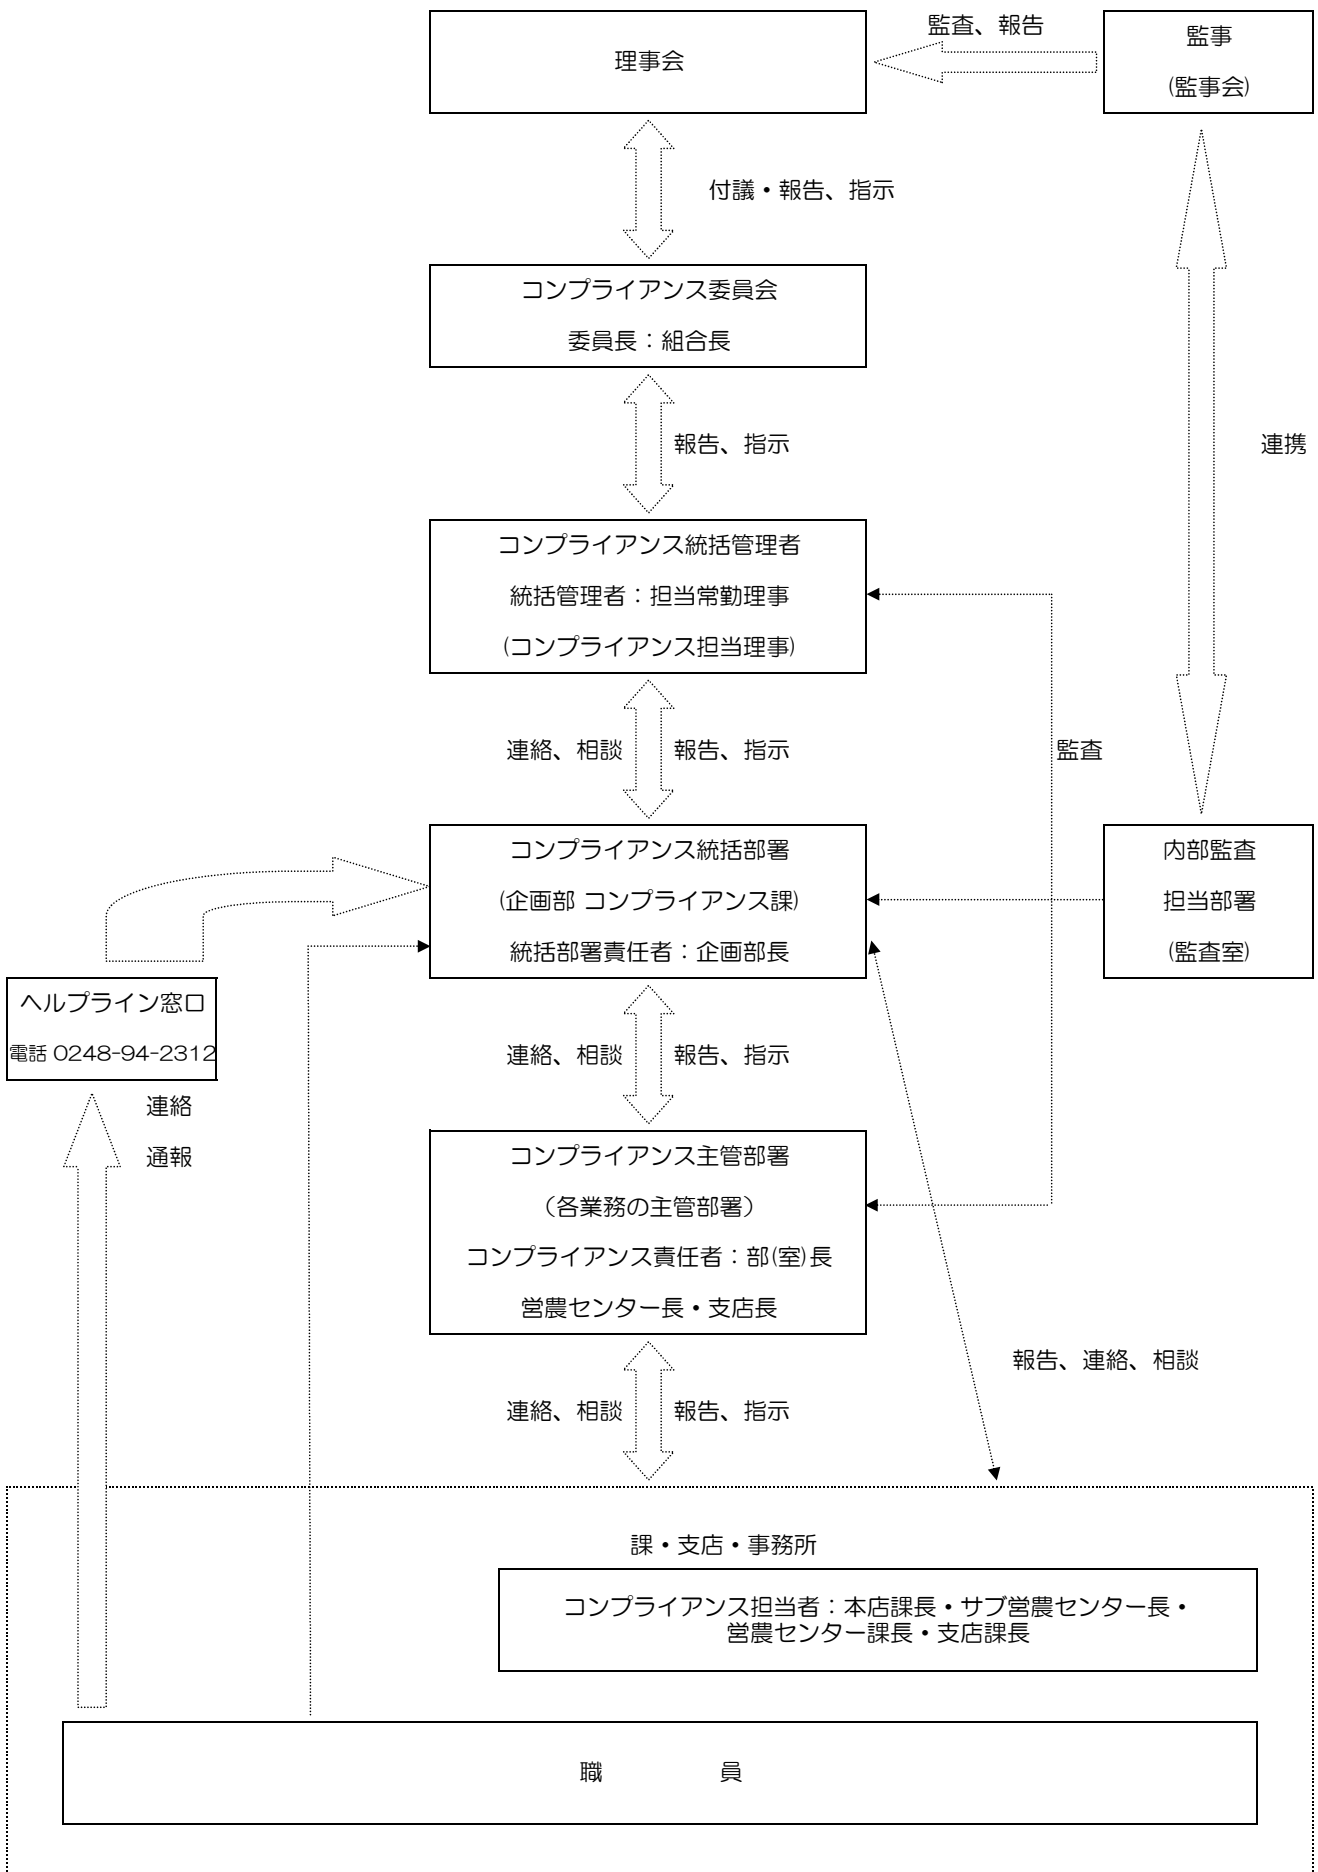 監査、報告
理事会
監事
(監事会)
付議・報告、指示
コンプライアンス委員会
委員長：組合長
報告、指示
連携
コンプライアンス統括管理者
統括管理者：担当常勤理事
(コンプライアンス担当理事)
連絡、相談
報告、指示
監査
コンプライアンス統括部署
(企画部 コンプライアンス課)
統括部署責任者：企画部長
内部監査
担当部署
(監査室)
ヘルプライン窓口
電話 0248-94-2312
連絡
通報
連絡、相談
報告、指示
コンプライアンス主管部署
（各業務の主管部署）
コンプライアンス責任者：部(室)長
営農センター長・支店長
報告、連絡、相談
連絡、相談
報告、指示
課・支店・事務所
コンプライアンス担当者：本店課長・サブ営農センター長・
営農センター課長・支店課長
職　　　　　員